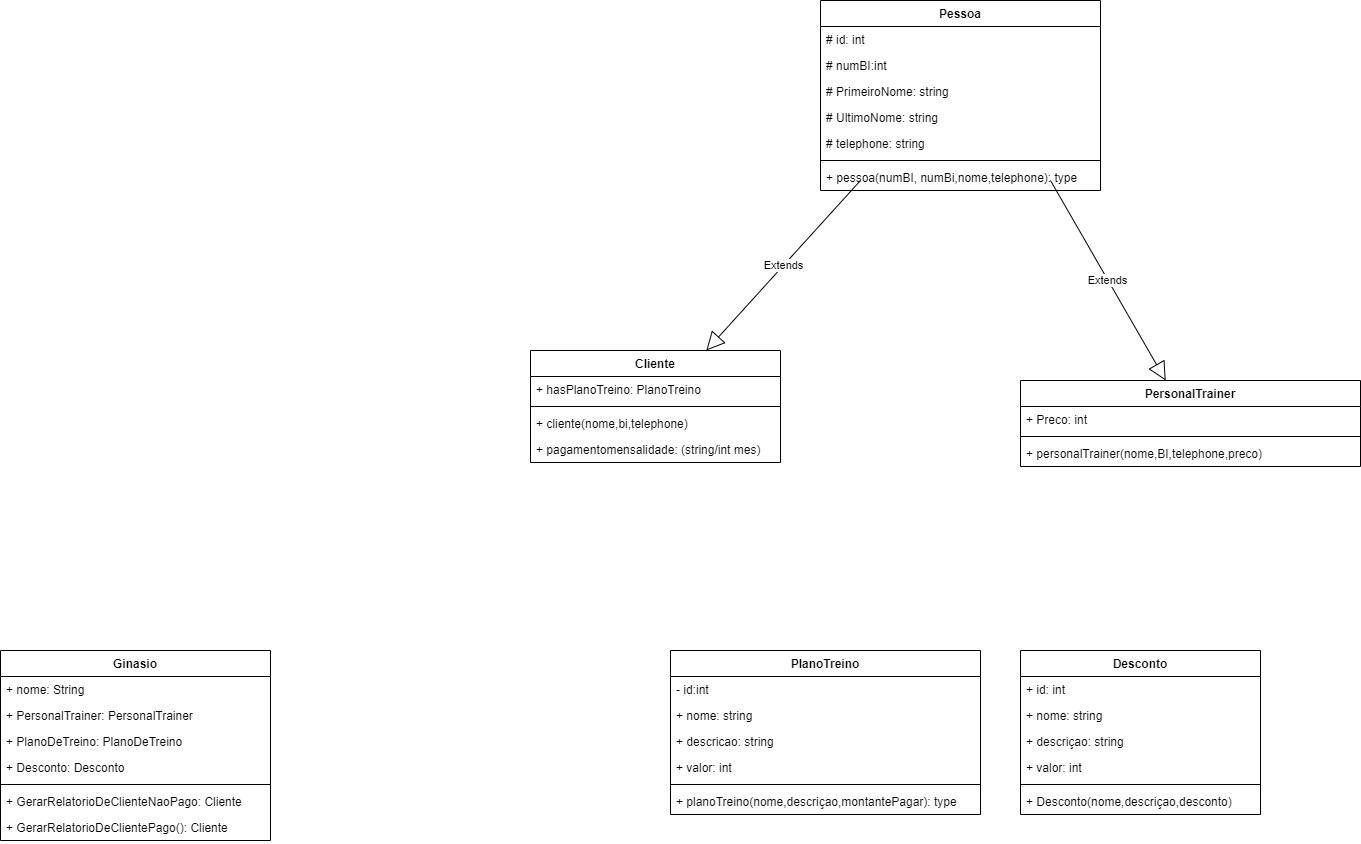 Pessoa
# id: int
# numBI:int
# PrimeiroNome: string
# UltimoNome: string
# telephone: string
+ pessoa(numBI, numBi,nome,telephone): type
Extends
Extends
Cliente
+ hasPlanoTreino: PlanoTreino
+ cliente(nome,bi,telephone)
+ pagamentomensalidade: (string/int mes)
PersonalTrainer
+ Preco: int
+ personalTrainer(nome,BI,telephone,preco)
Ginasio
+ nome: String
+ PersonalTrainer: PersonalTrainer
+ PlanoDeTreino: PlanoDeTreino
+ Desconto: Desconto
+ GerarRelatorioDeClienteNaoPago: Cliente
+ GerarRelatorioDeClientePago(): Cliente
PlanoTreino
- id:int
+ nome: string
+ descricao: string
+ valor: int
+ planoTreino(nome,descriçao,montantePagar): type
Desconto
+ id: int
+ nome: string
+ descriçao: string
+ valor: int
+ Desconto(nome,descriçao,desconto)